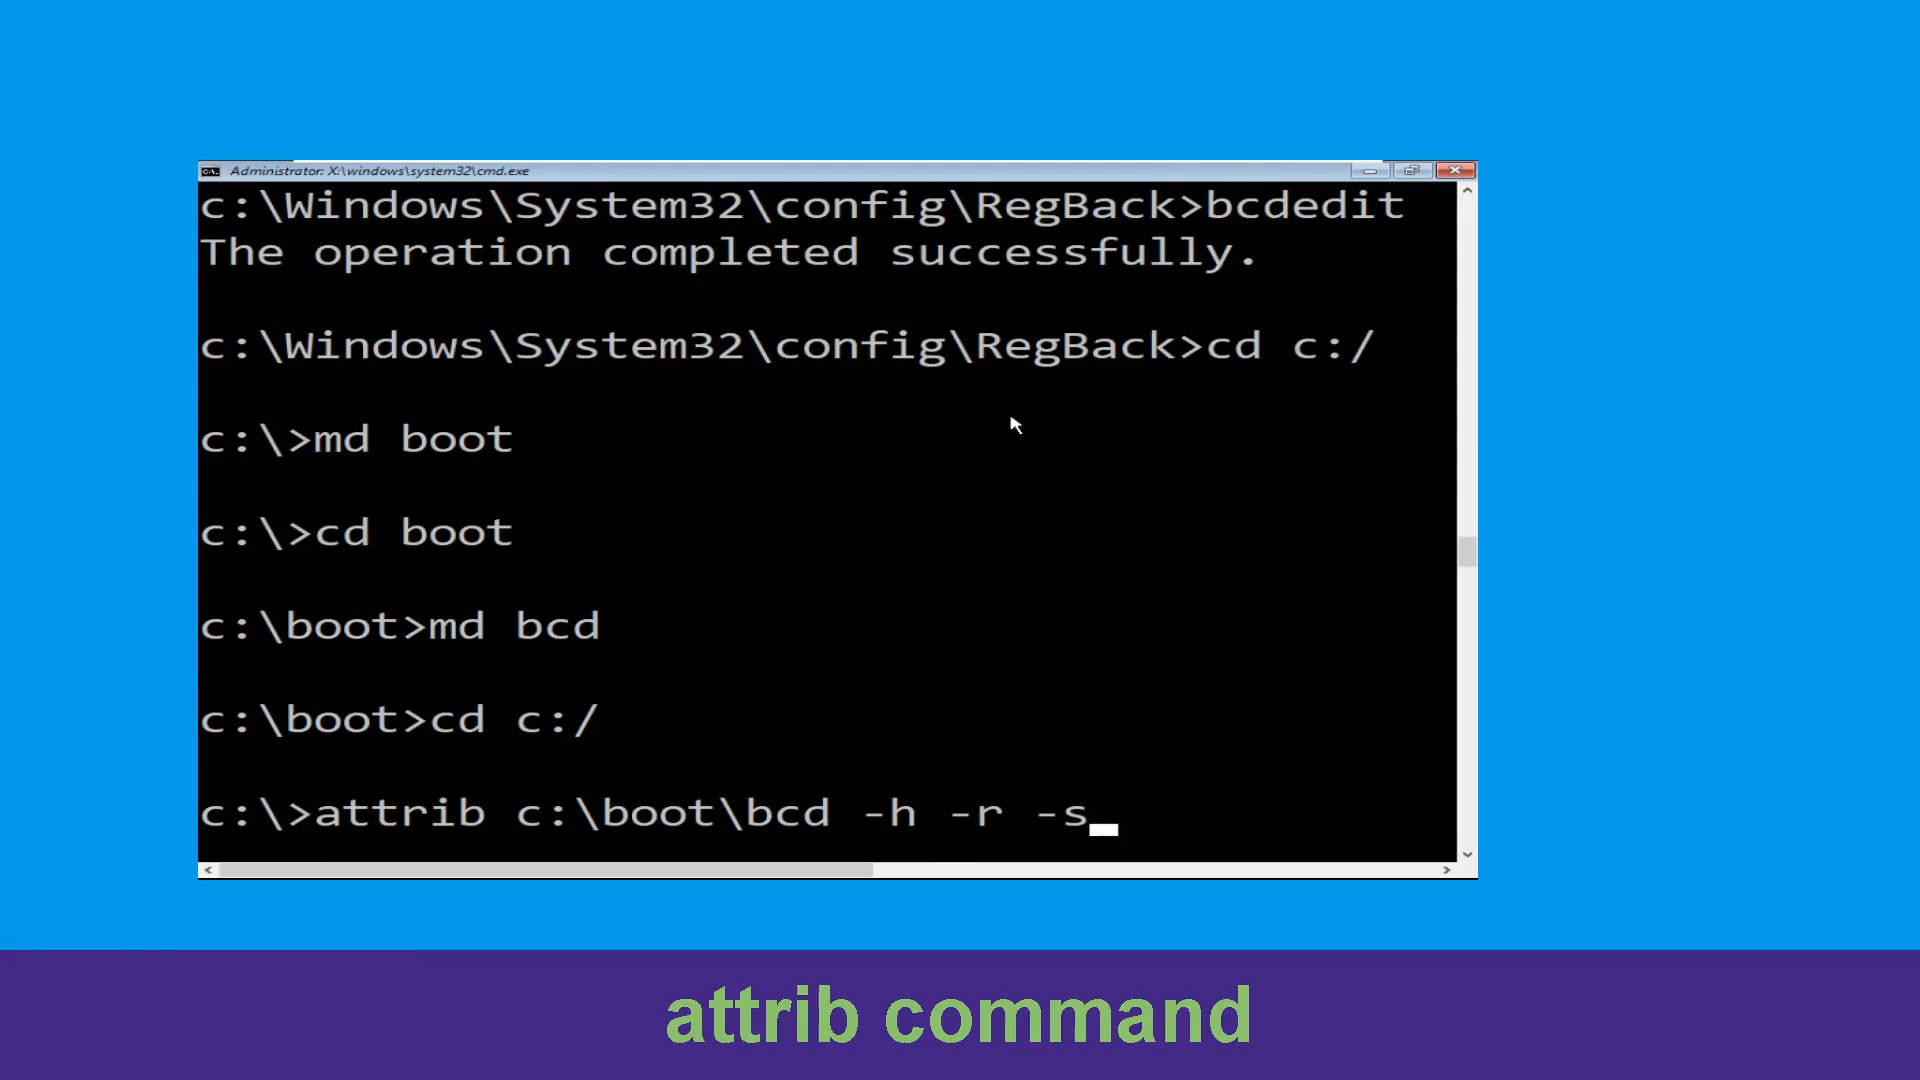 Administrator: X:\windows\system32\cmd.exe
c:\Windows\System32\config\RegBack>bcdedit
The operation completed successfully.
c:\Windows\System32\config\RegBack>cd c:/
c:\>md boot
c:\>cd boot
c:\boot>md bcd
c:\boot>cd c:/
c:\>attrib c:\boot\bcd -h -r -s
attrib command